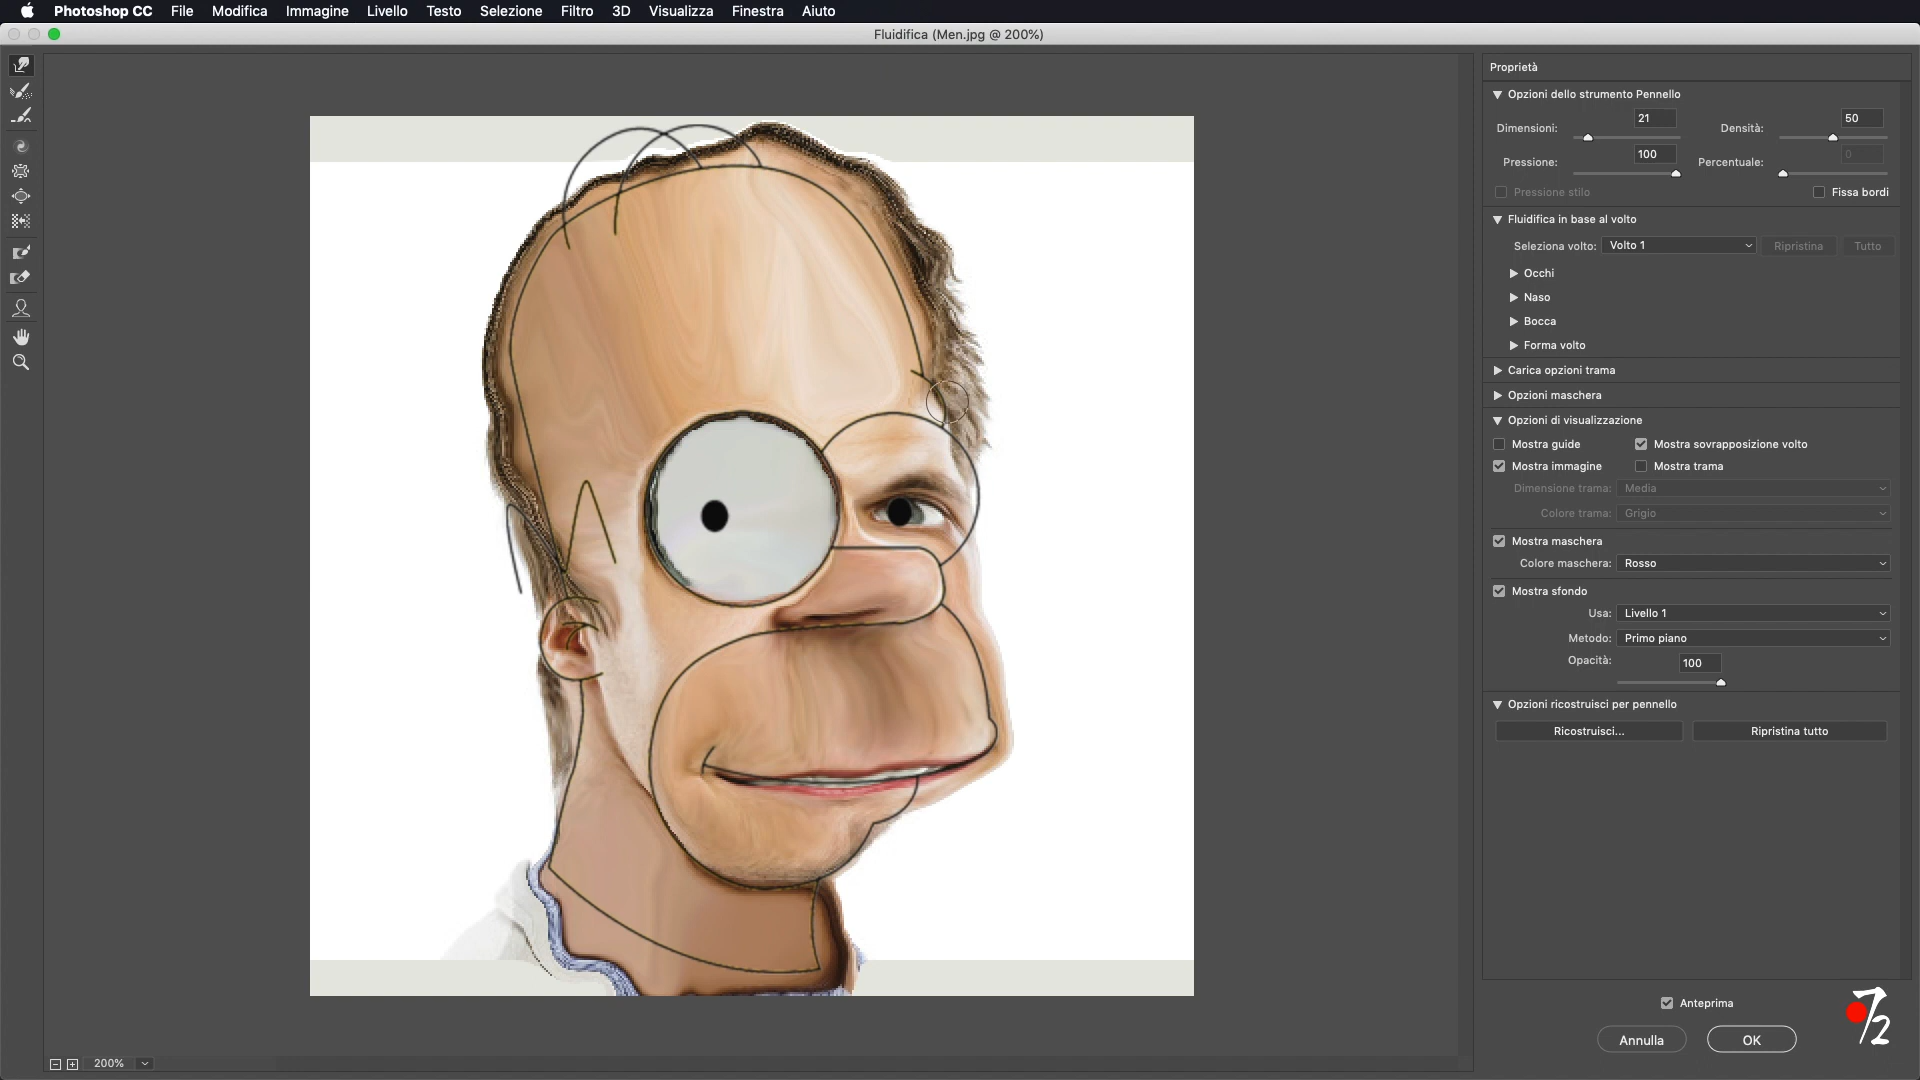 Photoshop CC File Modifica Immagine Livello Testo Selezione Filtro 3D Visualizza Finestra Aiuto
Fluidifica (Men.jpg @ 200%)
Proprietà
Opzioni dello strumento Pennello
Dimensioni: 21 Densità: 50
Pressione: 100 Percentuale: 0
Pressione stilo Fissa bordi
Fluidifica in base al volto
Seleziona volto: Volto 1 Ripristina Tutto
Occhi
Naso
Bocca
Forma volto
Carica opzioni trama
Opzioni maschera
Opzioni di visualizzazione
Mostra guide Mostra sovrapposizione volto
Mostra immagine Mostra trama
Dimensione trama: Media
Colore trama: Grigio
Mostra maschera
Colore maschera: Rosso
Mostra sfondo
Usa: Livello 1
Metodo: Primo piano
Opacità: 100
Opzioni ricostruisci per pennello
Ricostruisci... Ripristina tutto
Anteprima
Annulla OK
7/2
200%